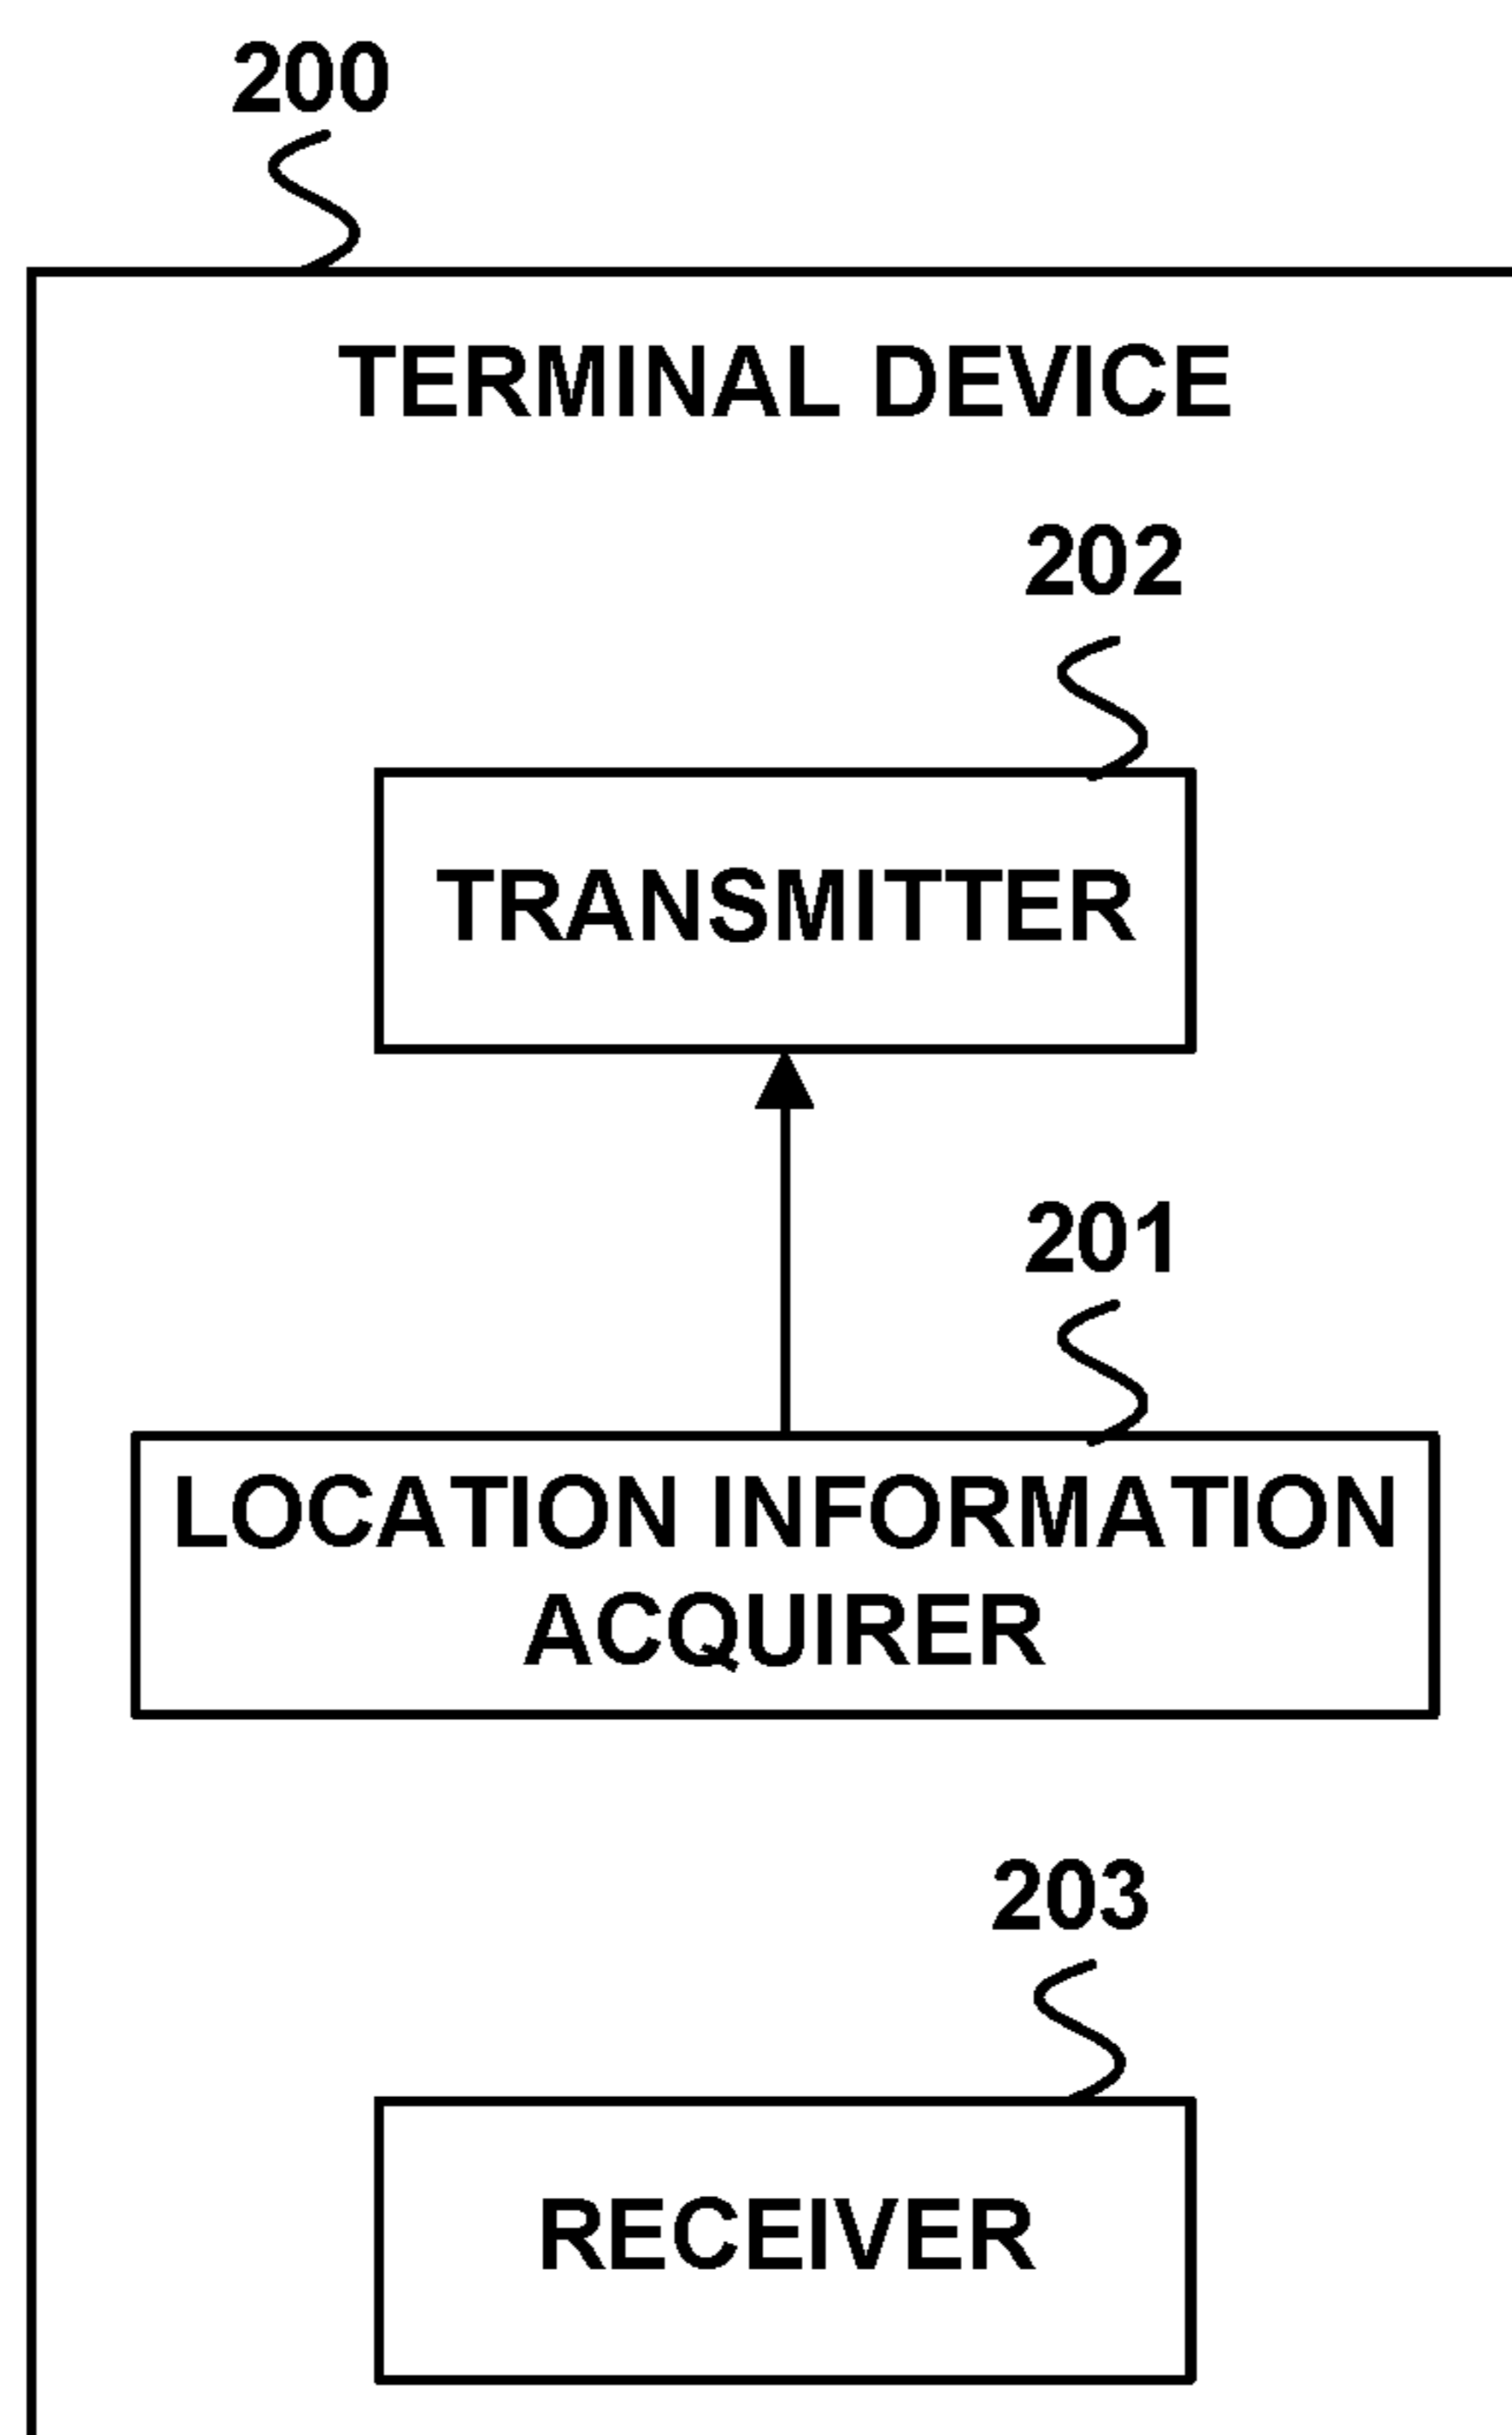 200
TERMINAL DEVICE
202
TRANSMITTER
201
LOCATION INFORMATION
ACQUIRER
203
RECEIVER